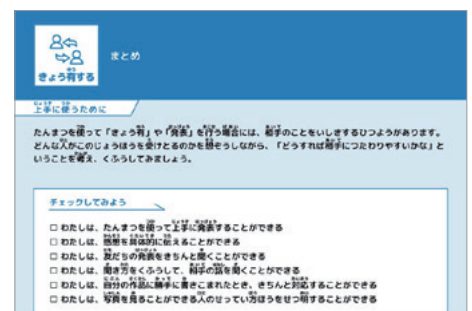 きょう有する
まとめ
上手に使うために
たんまつを使って「きょう有」や「発表」を行う場合には、相手のことをいしきするひつようがあります。
どんな人がこのじょうほうを受けとるのかを想ぞうしながら、「どうすれば相手につたわりやすいかな」と
いうことを考え、くふうしてみましょう。
チェックしてみよう
□ わたしは、たんまつを使って上手に発表することができる
□ わたしは、感想を具体的に伝えることができる
□ わたしは、友だちの発表をきちんと聞くことができる
□ わたしは、聞き方をくふうして、相手の話を聞くことができる
□ わたしは、自分の作品に勝手に書きこまれたとき、きちんと対応することができる
□ わたしは、写真を見ることができる人のせってい方ほうをせつ明することができる